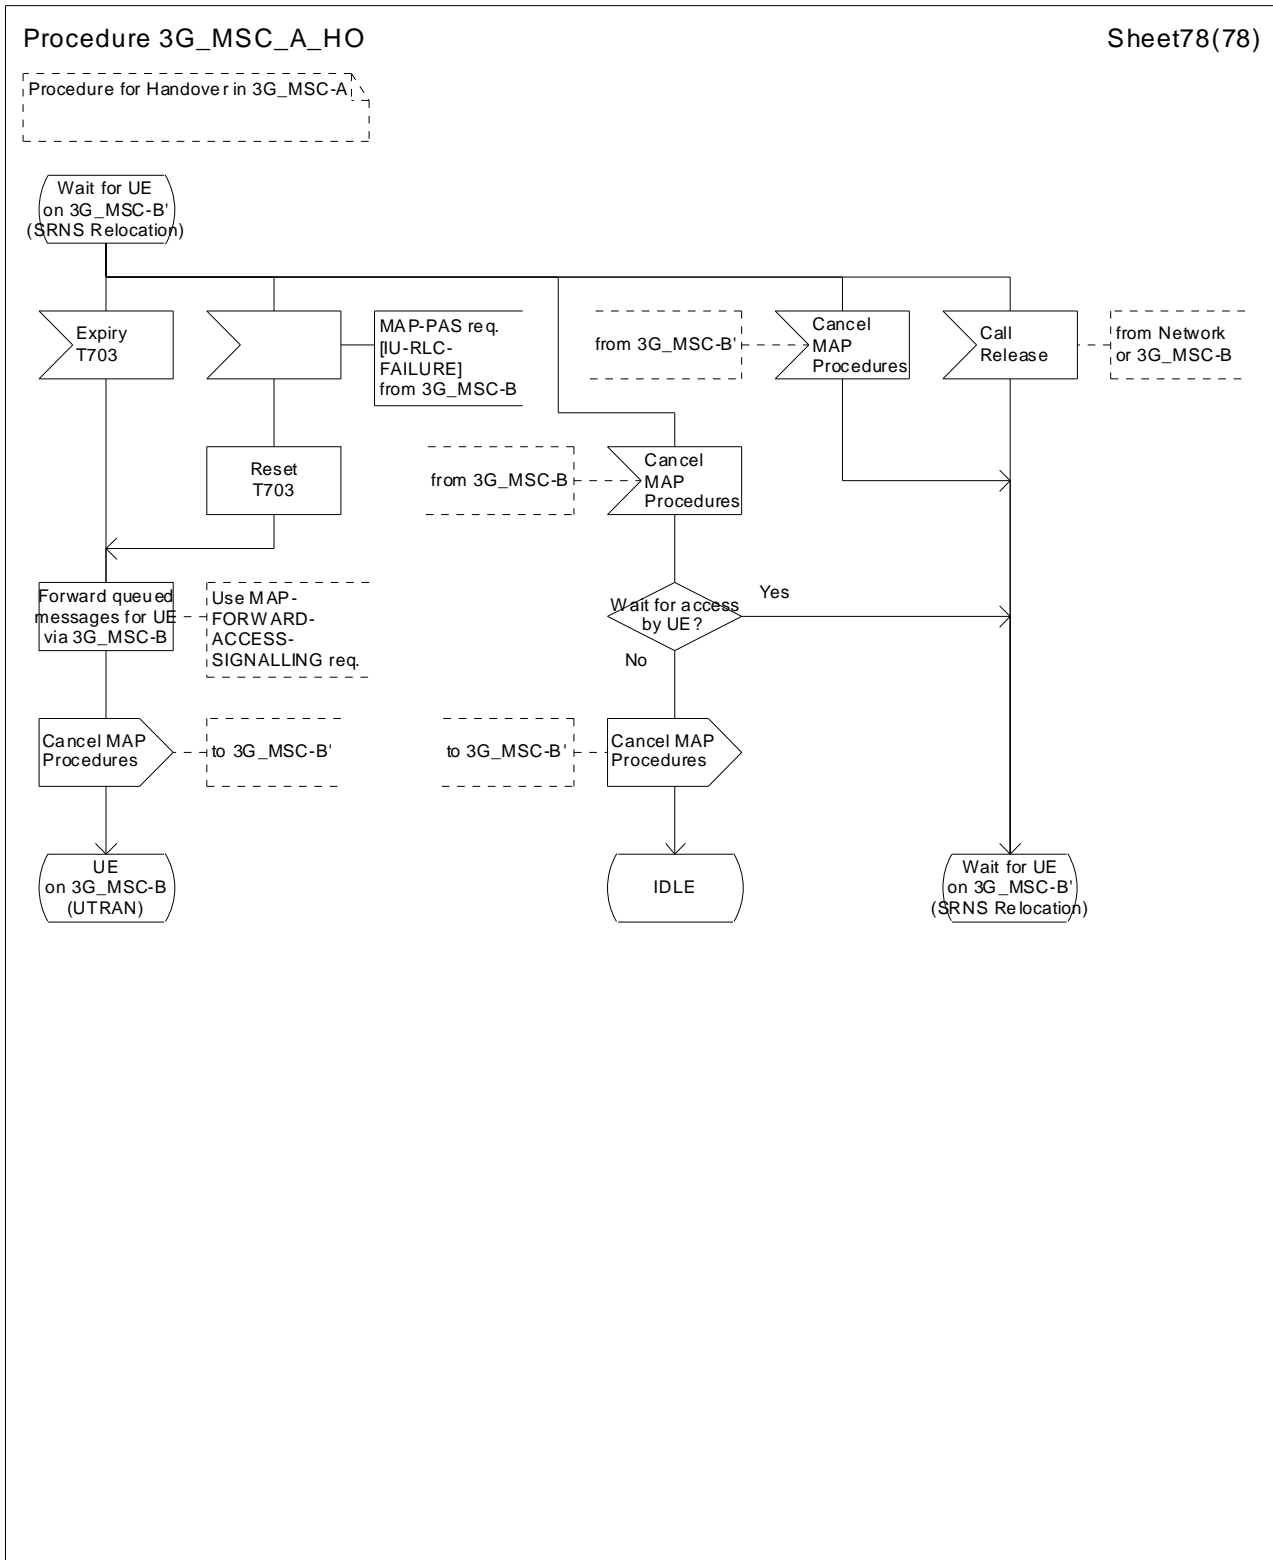 Procedure 3G_MSC_A_HO
Sheet78(78)
Procedure for Handover in 3G_MSC-A
Wait for UE
on 3G_MSC-B'
(SRNS Relocation)
Expiry
T703
MAP-PAS req.
[IU-RLC-
FAILURE]
from 3G_MSC-B
from 3G_MSC-B'
Cancel
MAP
Procedures
Call
Release
from Network
or 3G_MSC-B
Reset
T703
from 3G_MSC-B
Cancel
MAP
Procedures
Forward queued
messages for UE
via 3G_MSC-B
Use MAP-
FORWARD-
ACCESS-
SIGNALLING req.
Wait for access
by UE?
Yes
No
Cancel MAP
Procedures
to 3G_MSC-B'
to 3G_MSC-B'
Cancel MAP
Procedures
UE
on 3G_MSC-B
(UTRAN)
IDLE
Wait for UE
on 3G_MSC-B'
(SRNS Relocation)